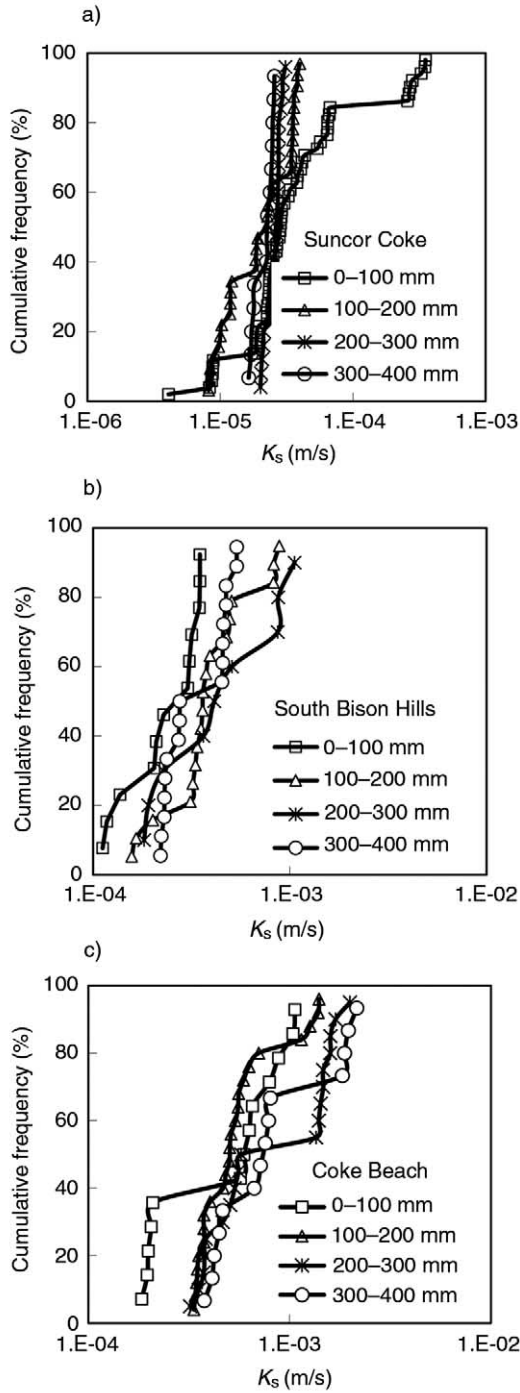 a)
100
80
60
40
20
0
Cumulative frequency (%)
Suncor Coke
0–100 mm
100–200 mm
200–300 mm
300–400 mm
1.E-06
1.E-05
1.E-04
1.E-03
Ks (m/s)
b)
100
80
60
40
20
0
Cumulative frequency (%)
South Bison Hills
0–100 mm
100–200 mm
200–300 mm
300–400 mm
1.E-04
1.E-03
1.E-02
Ks (m/s)
c)
100
80
60
40
20
0
Cumulative frequency (%)
Coke Beach
0–100 mm
100–200 mm
200–300 mm
300–400 mm
1.E-04
1.E-03
1.E-02
Ks (m/s)